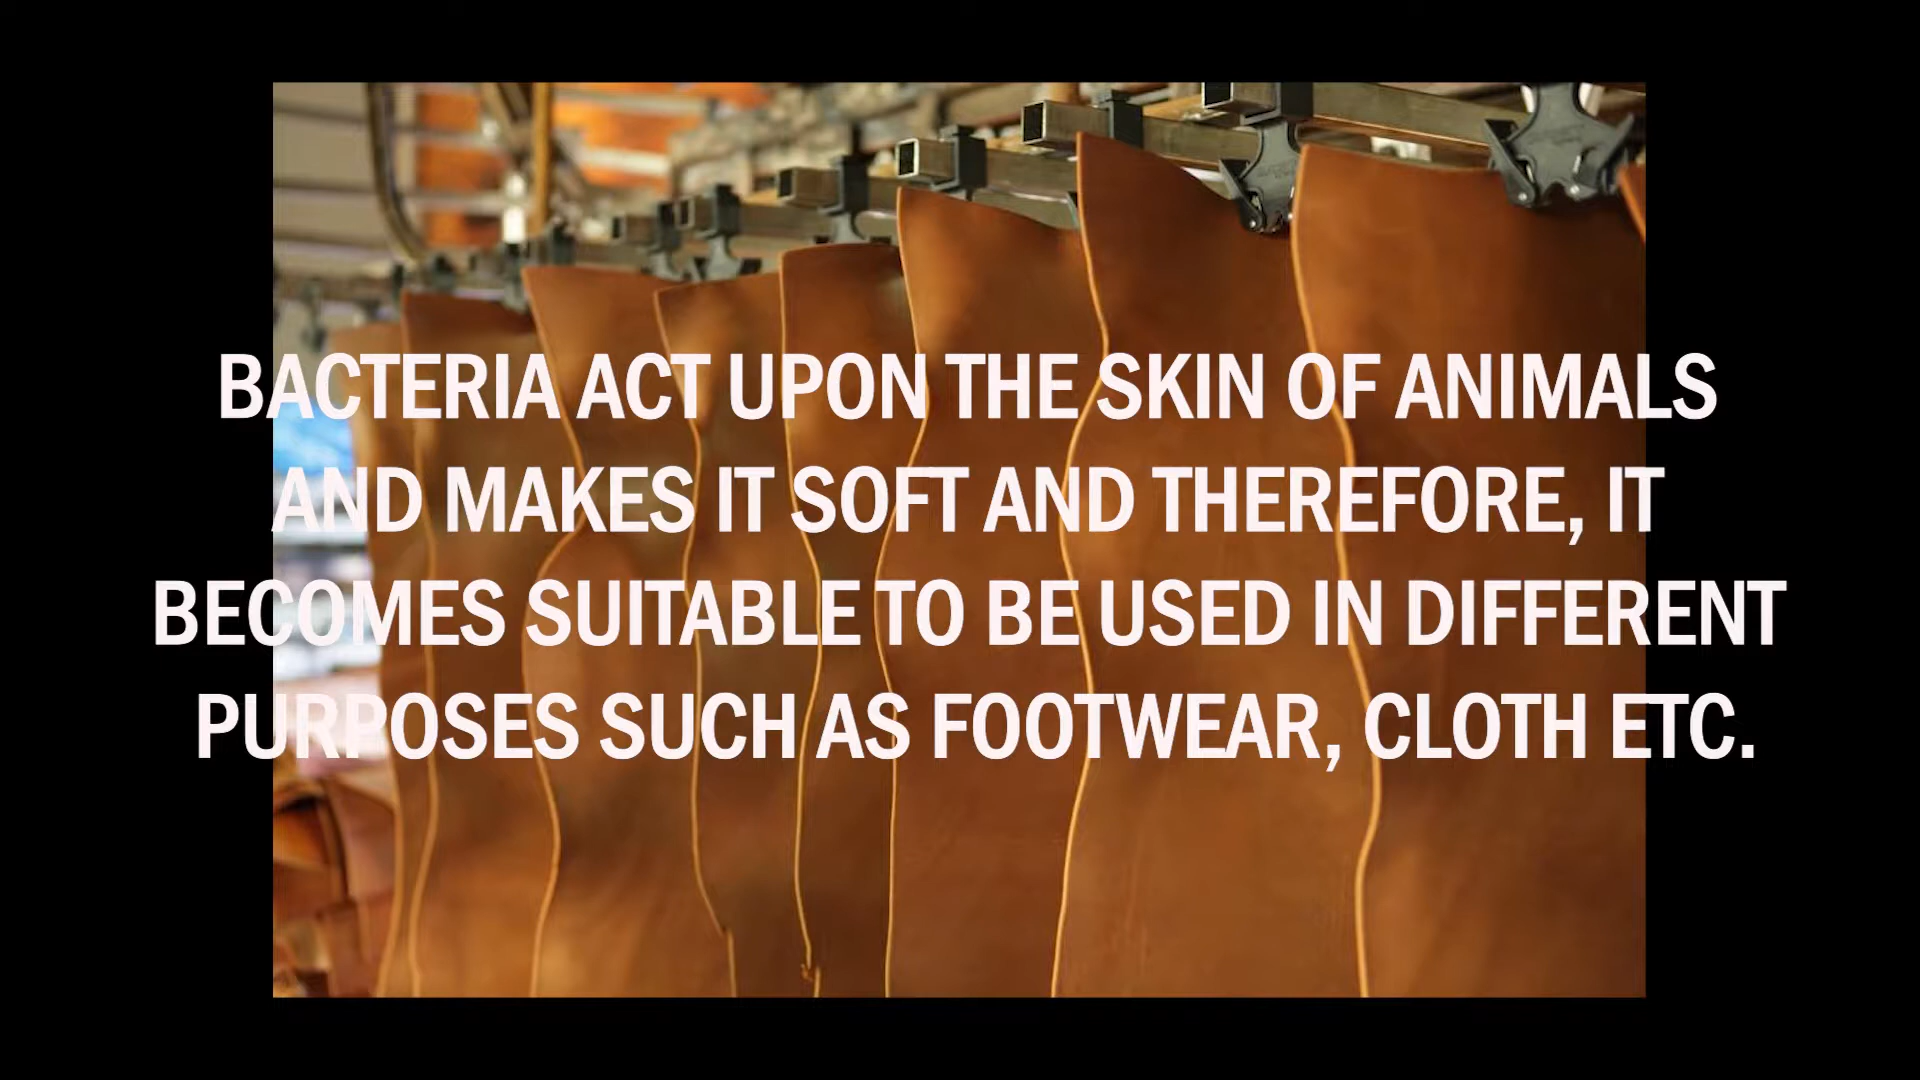 BACTERIA ACT UPON THE SKIN OF ANIMALS
AND MAKES IT SOFT AND THEREFORE, IT
BECOMES SUITABLE TO BE USED IN DIFFERENT
PURPOSES SUCH AS FOOTWEAR, CLOTH ETC.